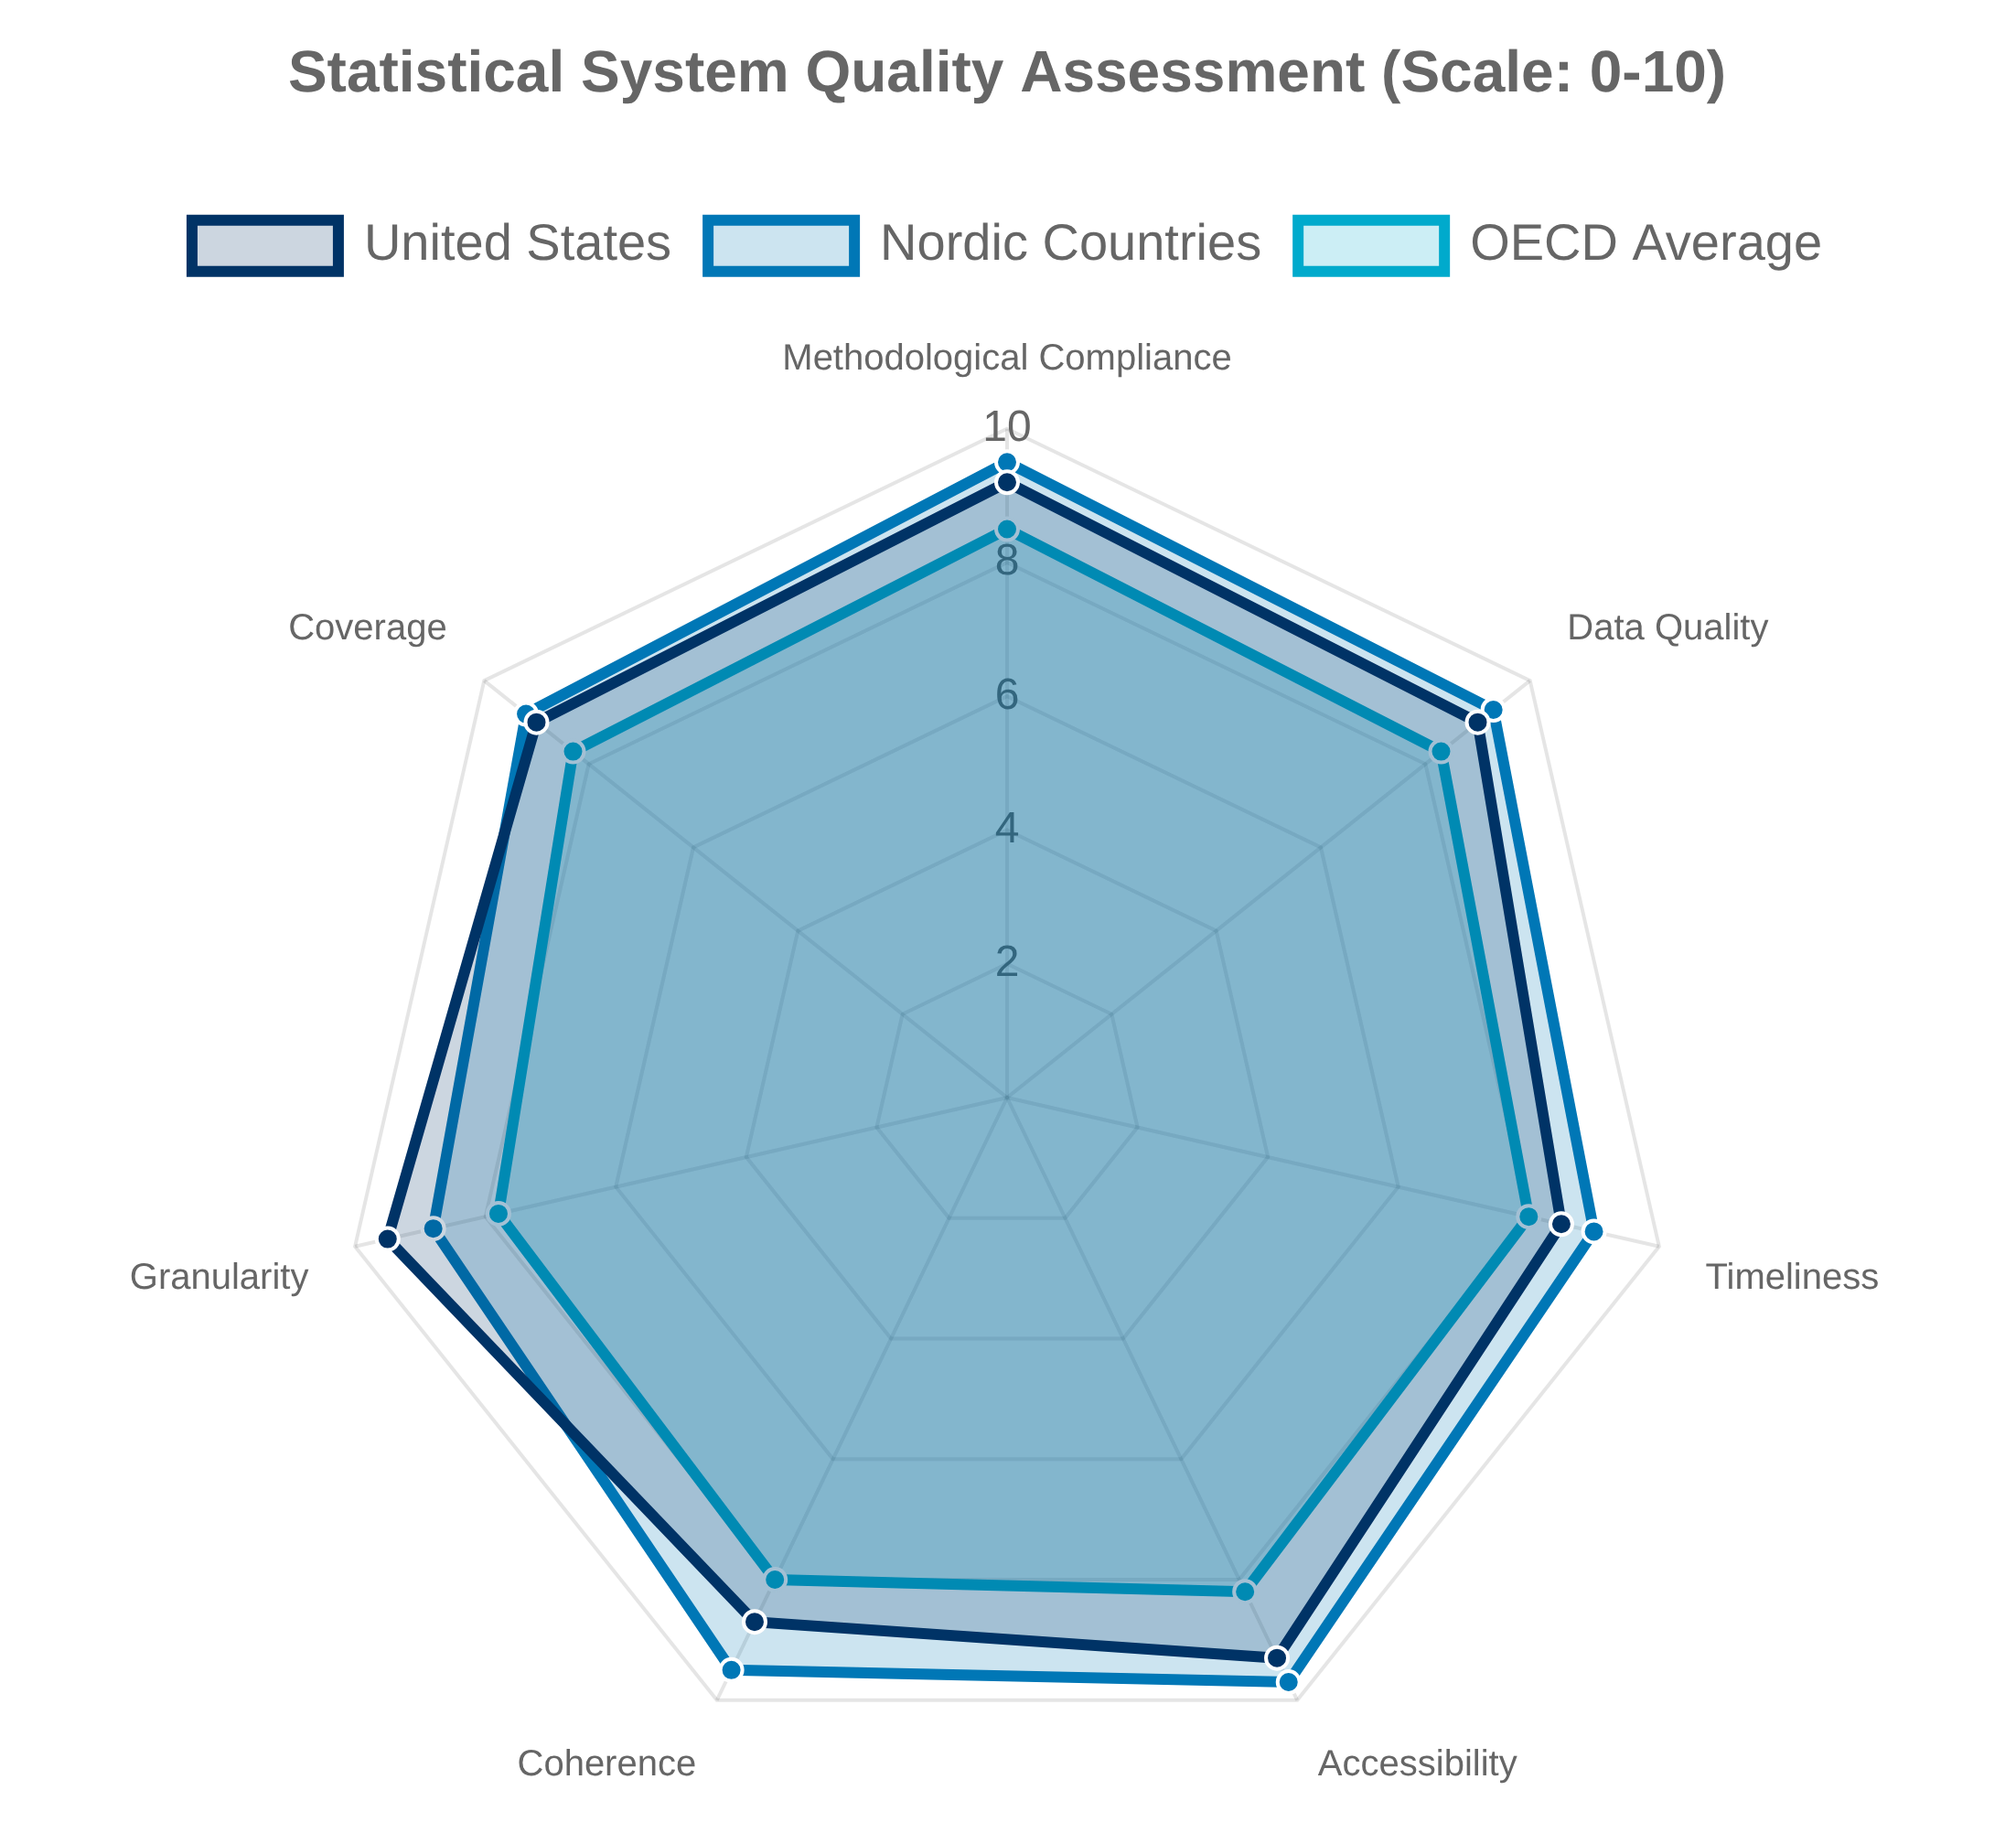 Statistical System Quality Assessment (Scale: 0-10)
United States Nordic Countries OECD Average
Methodological Compliance
10
8
Coverage
Data Quality
6
4
2
Granularity
Timeliness
Coherence
Accessibility